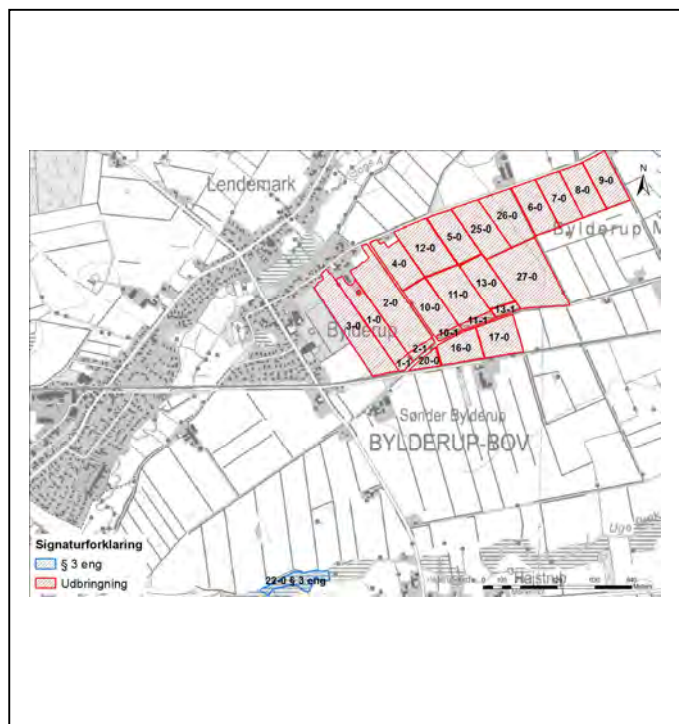 Lendemark
N
9-0
8-0
7-0
6-0
26-0
25-0
5-0
12-0
4-0
Bylderup M
27-0
13-0
11-0
10-0
2-0
1-0
3-0
Bylderup
13-1
11-1
10-1
17-0
16-0
2-1
20-0
1-1
Sønder Bylderup
BYLDERUP-BOV
Signaturforklaring
§ 3 eng
Udbringning
22-0 § 3 eng